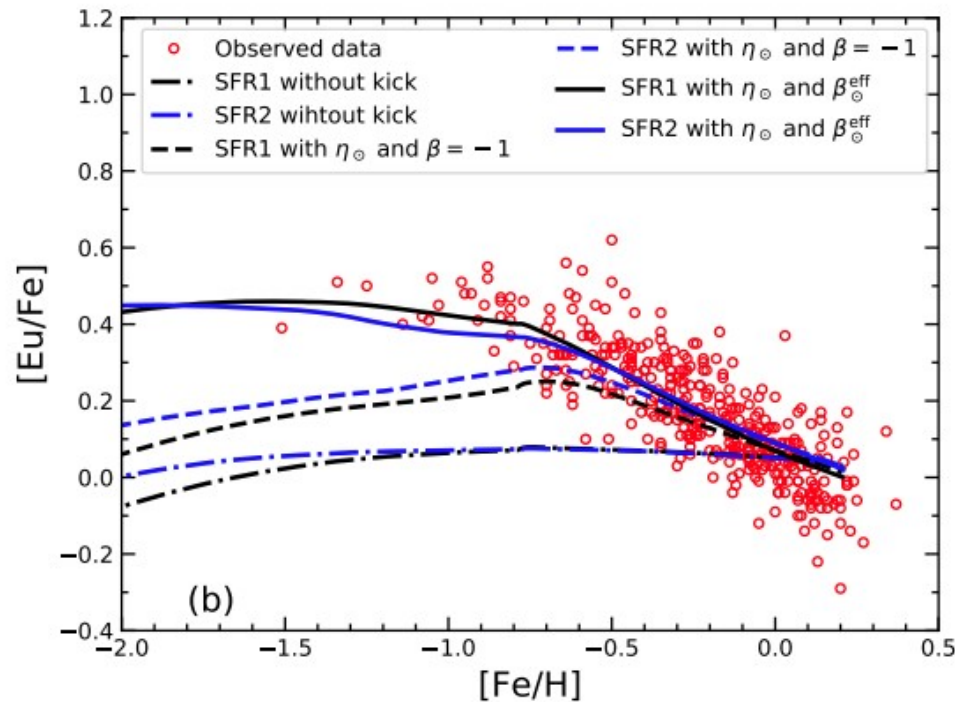 Observed data
SFR1 without kick
SFR2 wihtout kick
SFR1 with η⊙ and β = −1
SFR2 with η⊙ and β = −1
SFR1 with η⊙ and β⊙^eff
SFR2 with η⊙ and β⊙^eff
1.2
1.0
0.8
0.6
0.4
0.2
0.0
−0.2
−0.4
[Eu/Fe]
(b)
−2.0 −1.5 −1.0 −0.5 0.0 0.5
[Fe/H]